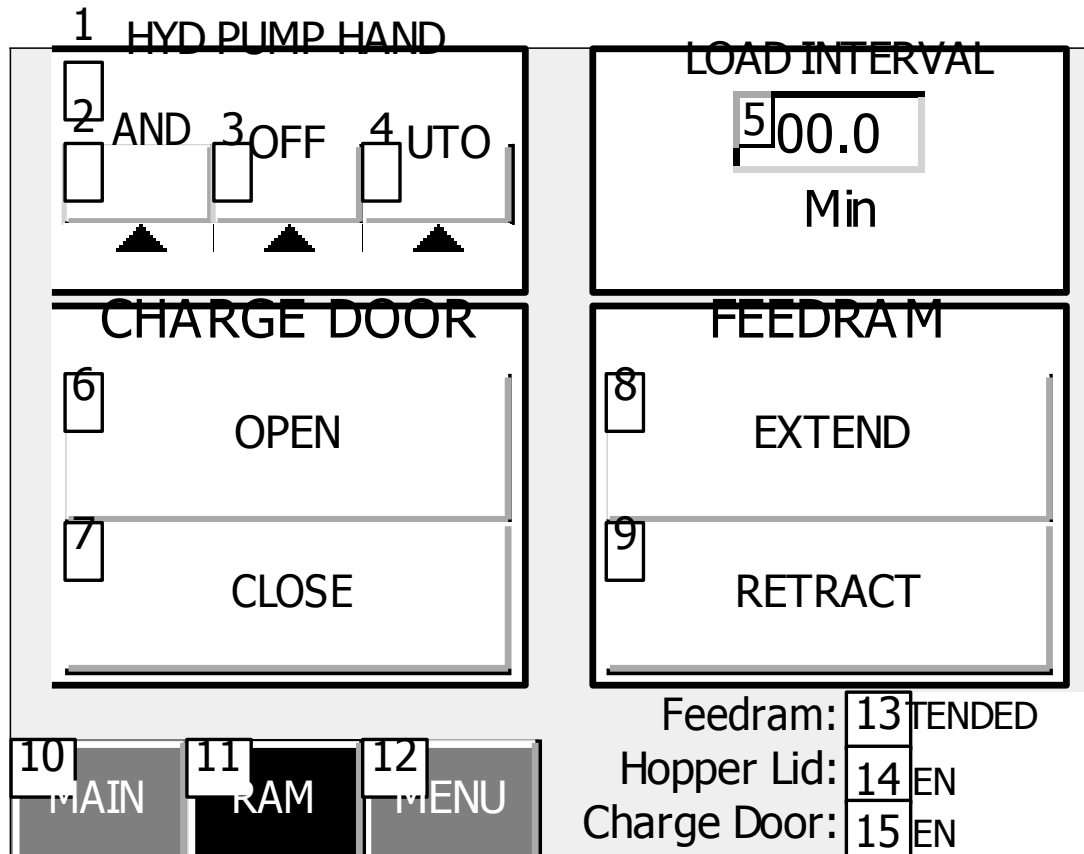 1 HYD PUMP HAND
2 AND 3 OFF 4 UTO
LOAD INTERVAL
5 00.0
Min
CHARGE DOOR
6
OPEN
7
CLOSE
FEEDRAM
8
EXTEND
9
RETRACT
Feedram: 13 TENDED
Hopper Lid: 14 EN
Charge Door: 15 EN
10 MAIN 11 RAM 12 MENU